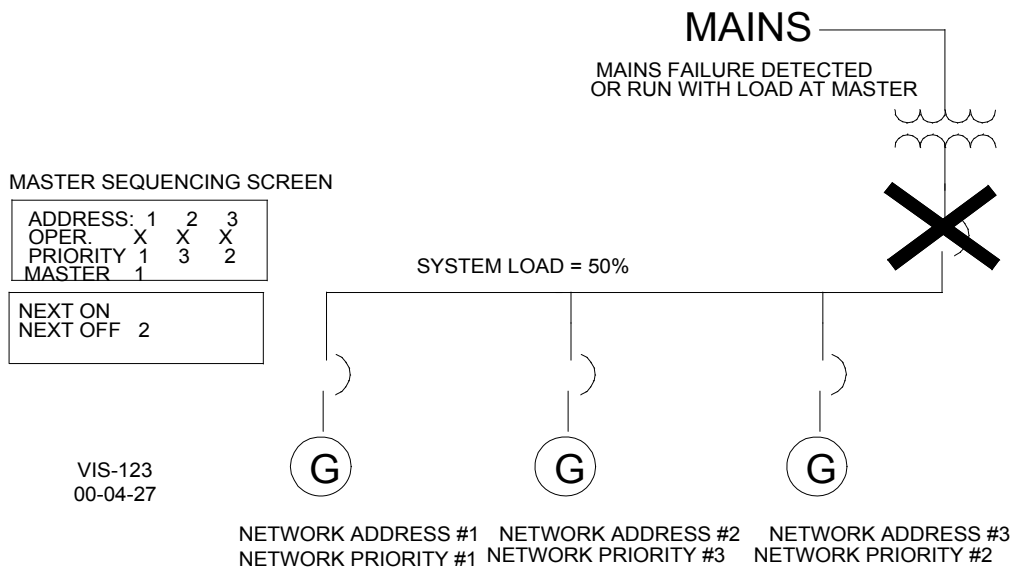 MAINS
MAINS FAILURE DETECTED
OR RUN WITH LOAD AT MASTER
MASTER SEQUENCING SCREEN
ADDRESS: 1 2 3
OPER. X X X
PRIORITY 1 3 2
MASTER 1
SYSTEM LOAD = 50%
NEXT ON
NEXT OFF 2
G G G
VIS-123
00-04-27
NETWORK ADDRESS #1 NETWORK ADDRESS #2 NETWORK ADDRESS #3
NETWORK PRIORITY #1 NETWORK PRIORITY #3 NETWORK PRIORITY #2